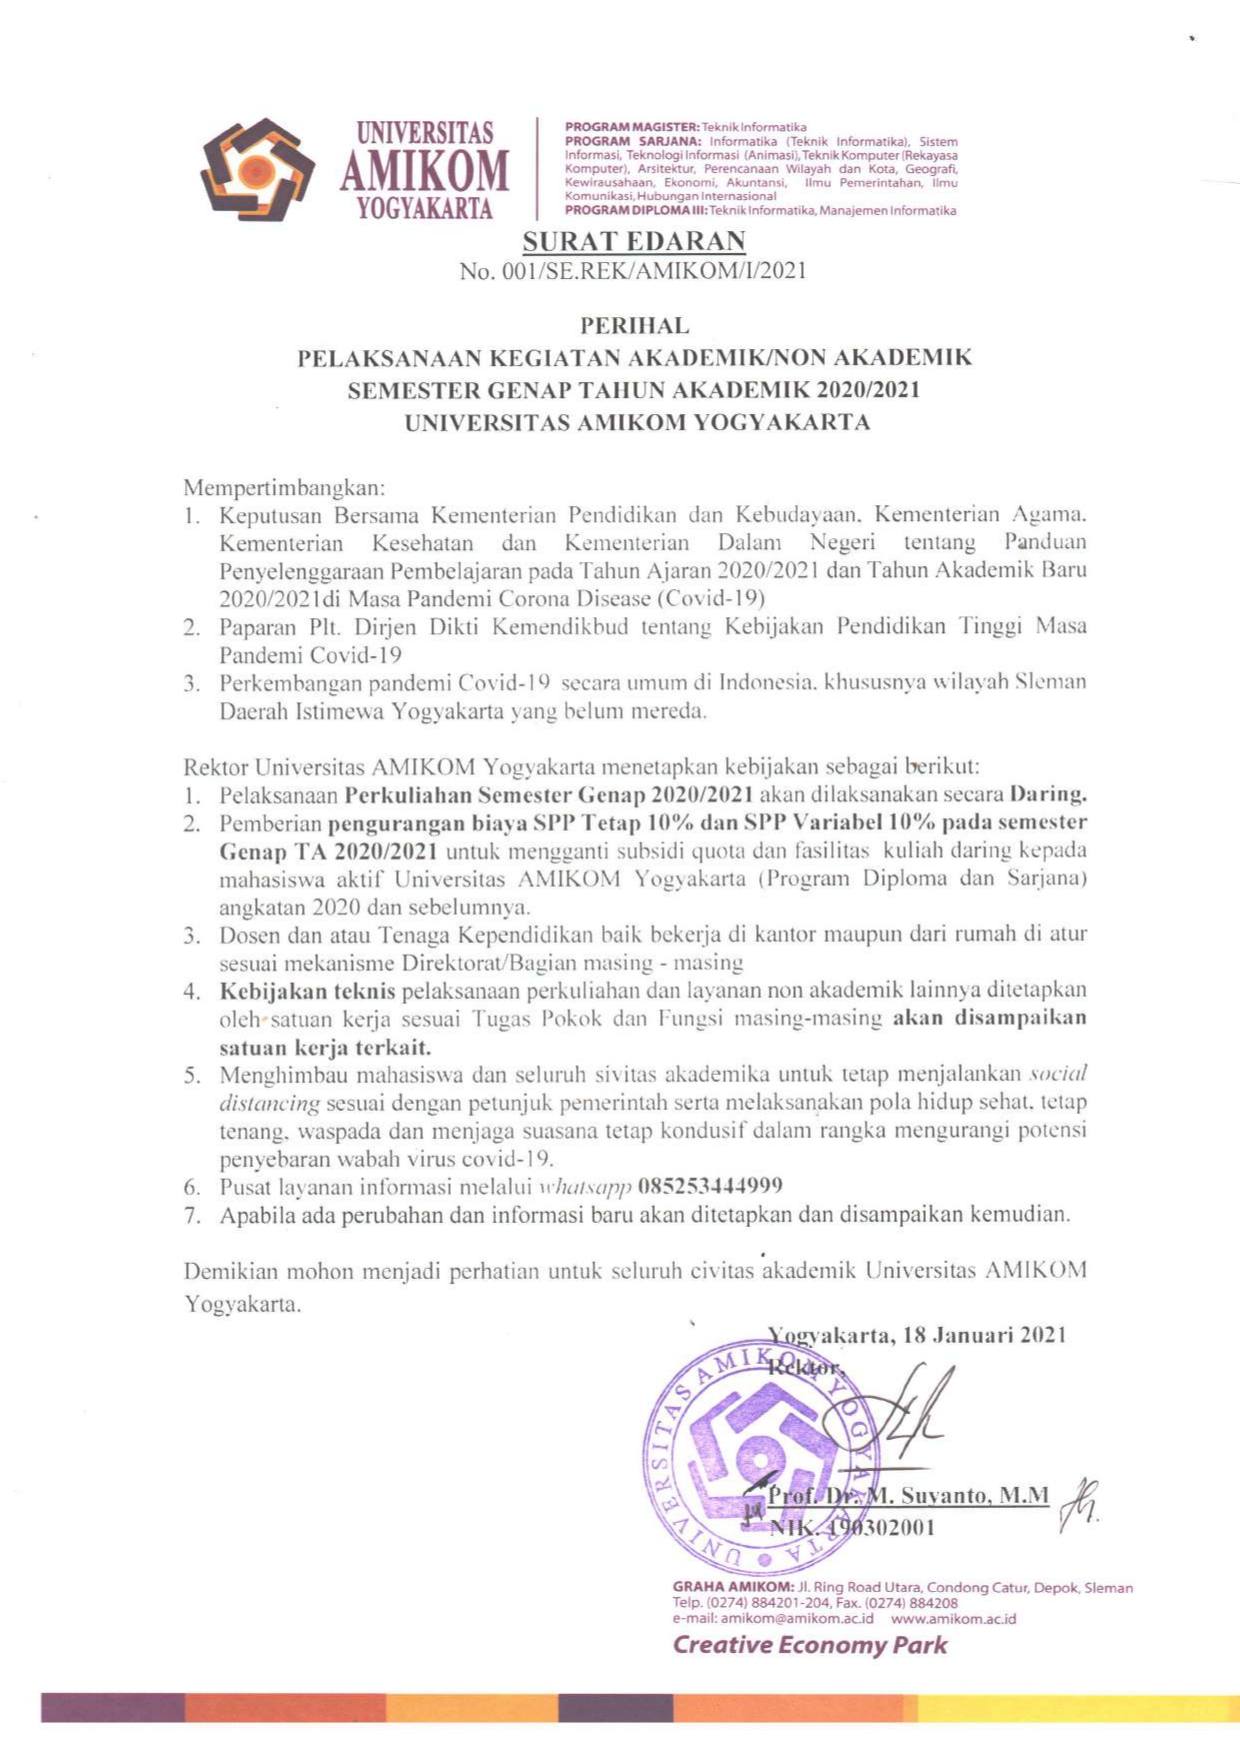 UNIVERSITAS
AMIKOM
YOGYAKARTA
PROGRAM MAGISTER: Teknik Informatika
PROGRAM SARJANA: Informatika (Teknik Informatika), Sistem
Informasi, Teknologi Informasi (Animasi), Teknik Komputer (Rekayasa
Komputer), Arsitektur, Perencanaan Wilayah dan Kota, Geografi,
Kewirausahaan, Ekonomi, Akuntansi, Ilmu Pemerintahan, Ilmu
Komunikasi, Hubungan Internasional
PROGRAM DIPLOMA III: Teknik Informatika, Manajemen Informatika
SURAT EDARAN
No. 001/SE.REK/AMIKOM/I/2021
PERIHAL
PELAKSANAAN KEGIATAN AKADEMIK/NON AKADEMIK
SEMESTER GENAP TAHUN AKADEMIK 2020/2021
UNIVERSITAS AMIKOM YOGYAKARTA
Mempertimbangkan:
1. Keputusan Bersama Kementerian Pendidikan dan Kebudayaan, Kementerian Agama,
Kementerian Kesehatan dan Kementerian Dalam Negeri tentang Panduan
Penyelenggaraan Pembelajaran pada Tahun Ajaran 2020/2021 dan Tahun Akademik Baru
2020/2021di Masa Pandemi Corona Disease (Covid-19)
2. Paparan Plt. Dirjen Dikti Kemendikbud tentang Kebijakan Pendidikan Tinggi Masa
Pandemi Covid-19
3. Perkembangan pandemi Covid-19 secara umum di Indonesia, khususnya wilayah Sleman
Daerah Istimewa Yogyakarta yang belum mereda.
Rektor Universitas AMIKOM Yogyakarta menetapkan kebijakan sebagai berikut:
1. Pelaksanaan Perkuliahan Semester Genap 2020/2021 akan dilaksanakan secara Daring.
2. Pemberian pengurangan biaya SPP Tetap 10% dan SPP Variabel 10% pada semester
Genap TA 2020/2021 untuk mengganti subsidi quota dan fasilitas kuliah daring kepada
mahasiswa aktif Universitas AMIKOM Yogyakarta (Program Diploma dan Sarjana)
angkatan 2020 dan sebelumnya.
3. Dosen dan atau Tenaga Kependidikan baik bekerja di kantor maupun dari rumah di atur
sesuai mekanisme Direktorat/Bagian masing - masing
4. Kebijakan teknis pelaksanaan perkuliahan dan layanan non akademik lainnya ditetapkan
oleh satuan kerja sesuai Tugas Pokok dan Fungsi masing-masing akan disampaikan
satuan kerja terkait.
5. Menghimbau mahasiswa dan seluruh sivitas akademika untuk tetap menjalankan social
distancing sesuai dengan petunjuk pemerintah serta melaksanakan pola hidup sehat, tetap
tenang, waspada dan menjaga suasana tetap kondusif dalam rangka mengurangi potensi
penyebaran wabah virus covid-19.
6. Pusat layanan informasi melalui whatsapp 085253444999
7. Apabila ada perubahan dan informasi baru akan ditetapkan dan disampaikan kemudian.
Demikian mohon menjadi perhatian untuk seluruh civitas akademik Universitas AMIKOM
Yogyakarta.
Yogyakarta, 18 Januari 2021
Rektor,
UNIVERSITAS AMIKOM YOGYAKARTA
Prof. Dr. M. Suyanto, M.M
NIK. 190302001
GRAHA AMIKOM: Jl. Ring Road Utara, Condong Catur, Depok, Sleman
Telp. (0274) 884201-204, Fax. (0274) 884208
e-mail: amikom@amikom.ac.id www.amikom.ac.id
Creative Economy Park